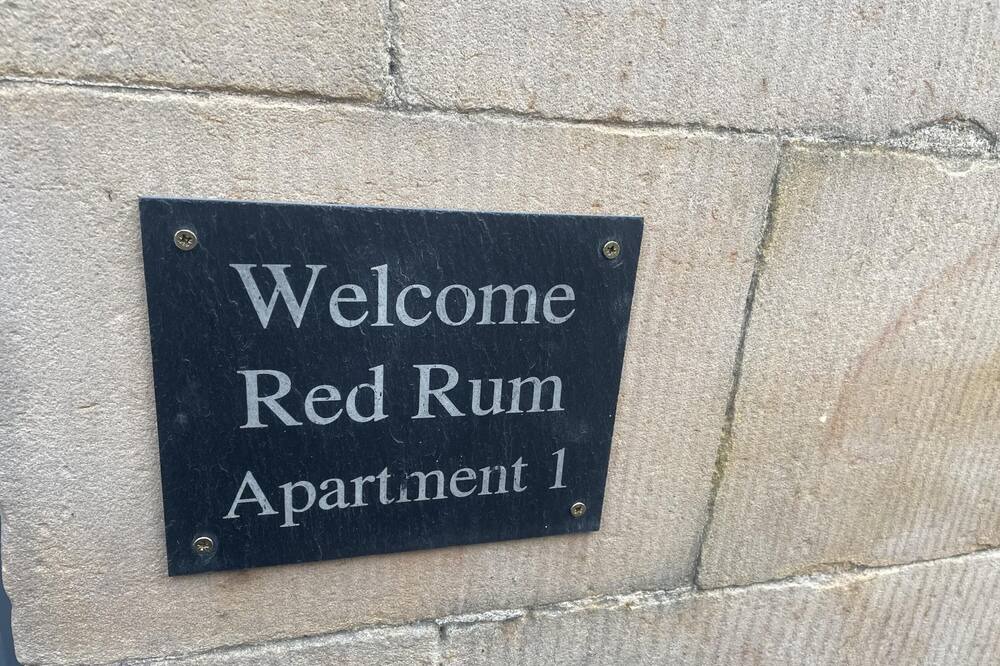 Welcome
Red Rum
Apartment 1